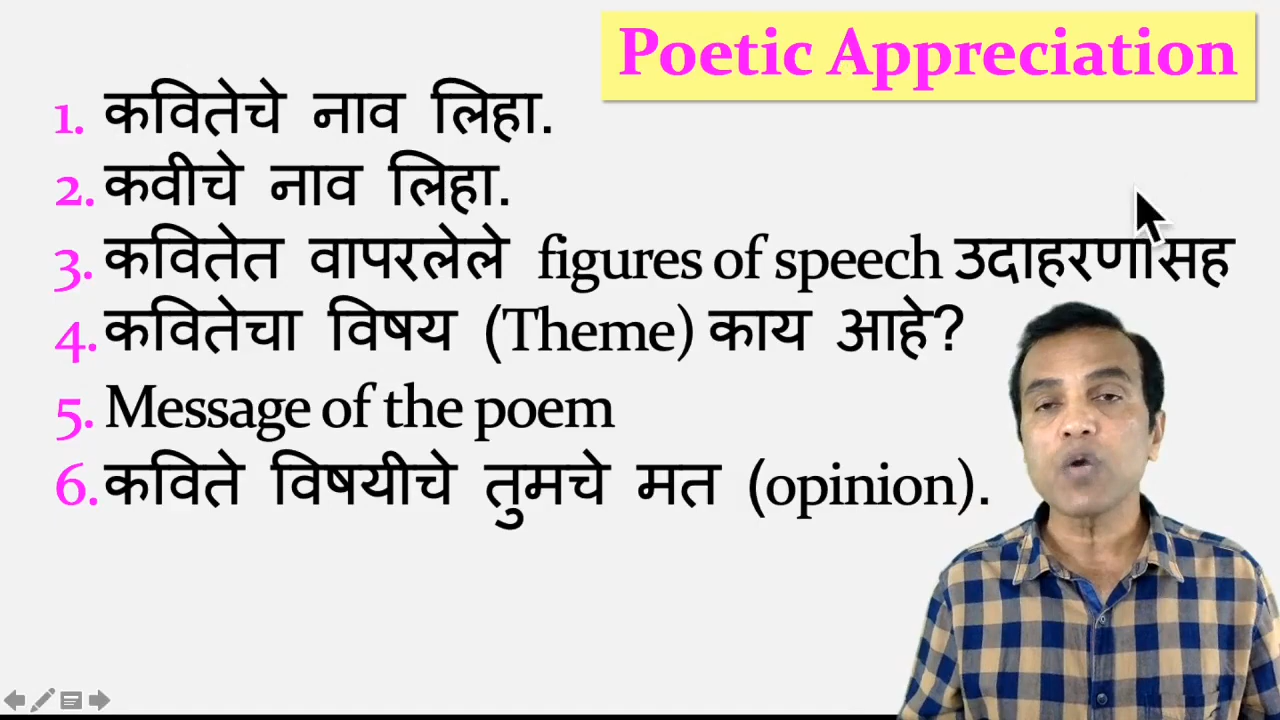 Poetic Appreciation
1. कवितेचे नाव लिहा.
2. कवीचे नाव लिहा.
3. कवितेत वापरलेले figures of speech उदाहरणांसह
4. कवितेचा विषय (Theme) काय आहे?
5. Message of the poem
6. कविते विषयीचे तुमचे मत (opinion).